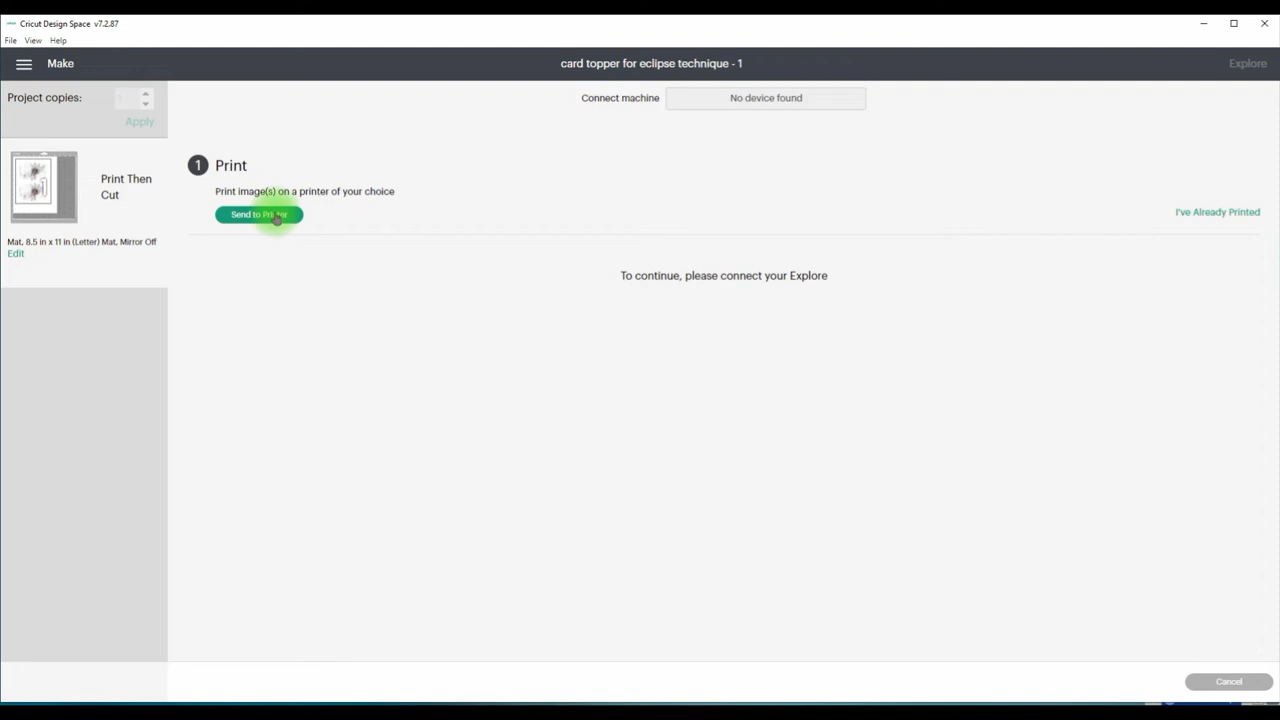 Cricut Design Space v7.2.87
File View Help
Make
card topper for eclipse technique - 1
Explore
Project copies:
Apply
Connect machine
No device found
Print Then
Cut
Mat, 8.5 in x 11 in (Letter) Mat, Mirror Off
Edit
1 Print
Print image(s) on a printer of your choice
Send to Printer
I've Already Printed
To continue, please connect your Explore
Cancel